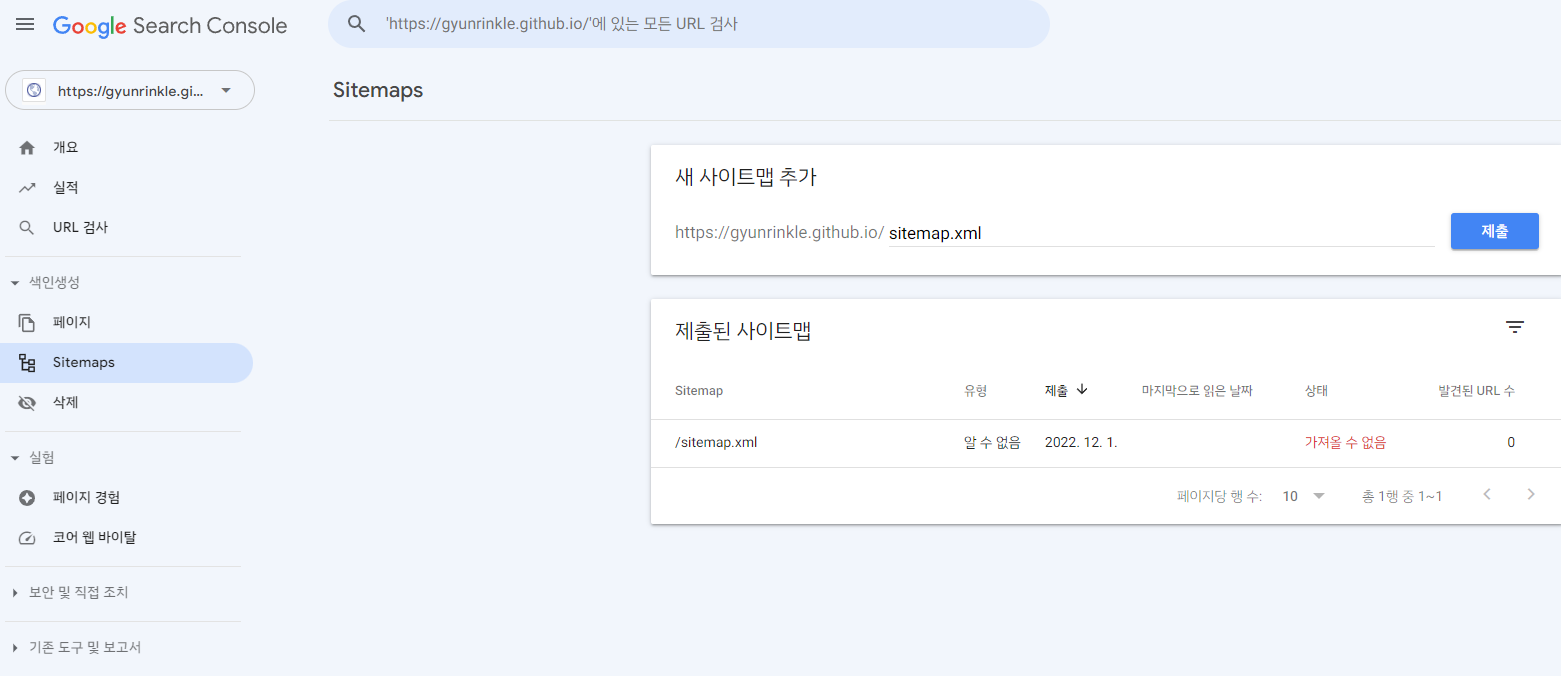 Google Search Console
'https://gyunrinkle.github.io/'에 있는 모든 URL 검사
https://gyunrinkle.gi...
Sitemaps
개요
실적
URL 검사
색인생성
페이지
Sitemaps
삭제
실험
페이지 경험
코어 웹 바이탈
보안 및 직접 조치
기존 도구 및 보고서
새 사이트맵 추가
https://gyunrinkle.github.io/ sitemap.xml 제출
제출된 사이트맵
Sitemap 유형 제출 마지막으로 읽은 날짜 상태 발견된 URL 수
/sitemap.xml 알 수 없음 2022. 12. 1. 가져올 수 없음 0
페이지당 행 수: 10 총 1행 중 1~1